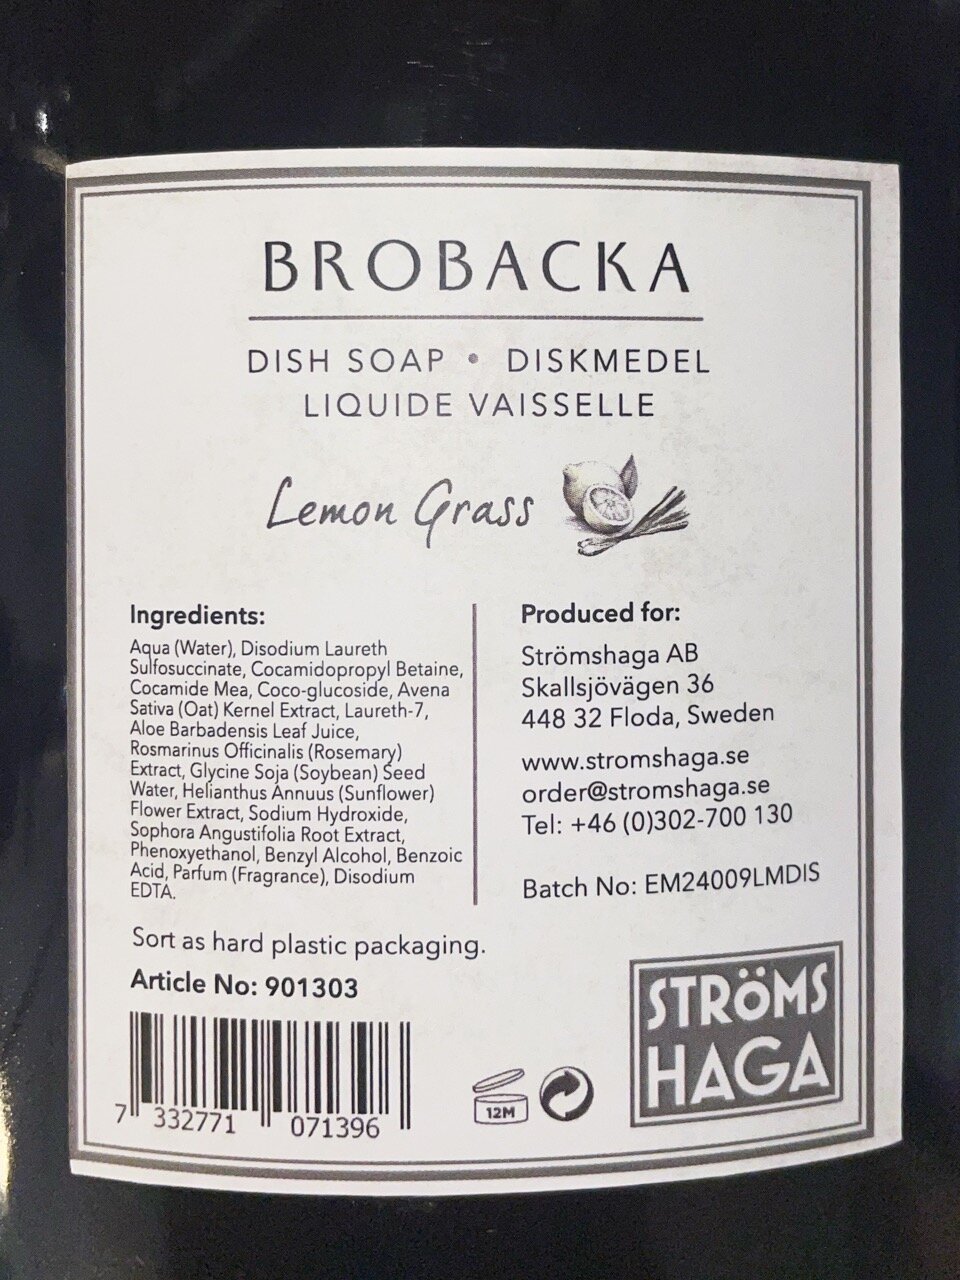 BROBACKA
DISH SOAP • DISKMEDEL
LIQUIDE VAISSELLE
Lemon Grass
Ingredients:
Aqua (Water), Disodium Laureth
Sulfosuccinate, Cocamidopropyl Betaine,
Cocamide Mea, Coco-glucoside, Avena
Sativa (Oat) Kernel Extract, Laureth-7,
Aloe Barbadensis Leaf Juice,
Rosmarinus Officinalis (Rosemary)
Extract, Glycine Soja (Soybean) Seed
Water, Helianthus Annuus (Sunflower)
Flower Extract, Sodium Hydroxide,
Sophora Angustifolia Root Extract,
Phenoxyethanol, Benzyl Alcohol, Benzoic
Acid, Parfum (Fragrance), Disodium
EDTA.
Produced for:
Strömshaga AB
Skallsjövägen 36
448 32 Floda, Sweden
www.stromshaga.se
order@stromshaga.se
Tel: +46 (0)302-700 130
Batch No: EM24009LMDIS
Sort as hard plastic packaging.
Article No: 901303
7 332771 071396
12M
STRÖMS
HAGA